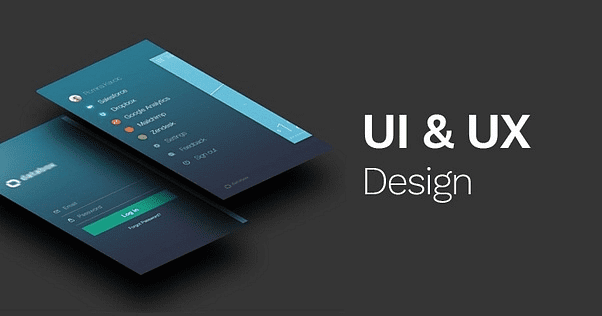 UI & UX
Design
Salesforce
Dropbox
Google Analytics
Mailchimp
Zendesk
Settings
Feedback
Sign out
databox
databox
Email
Password
Log in
Forgot Password?